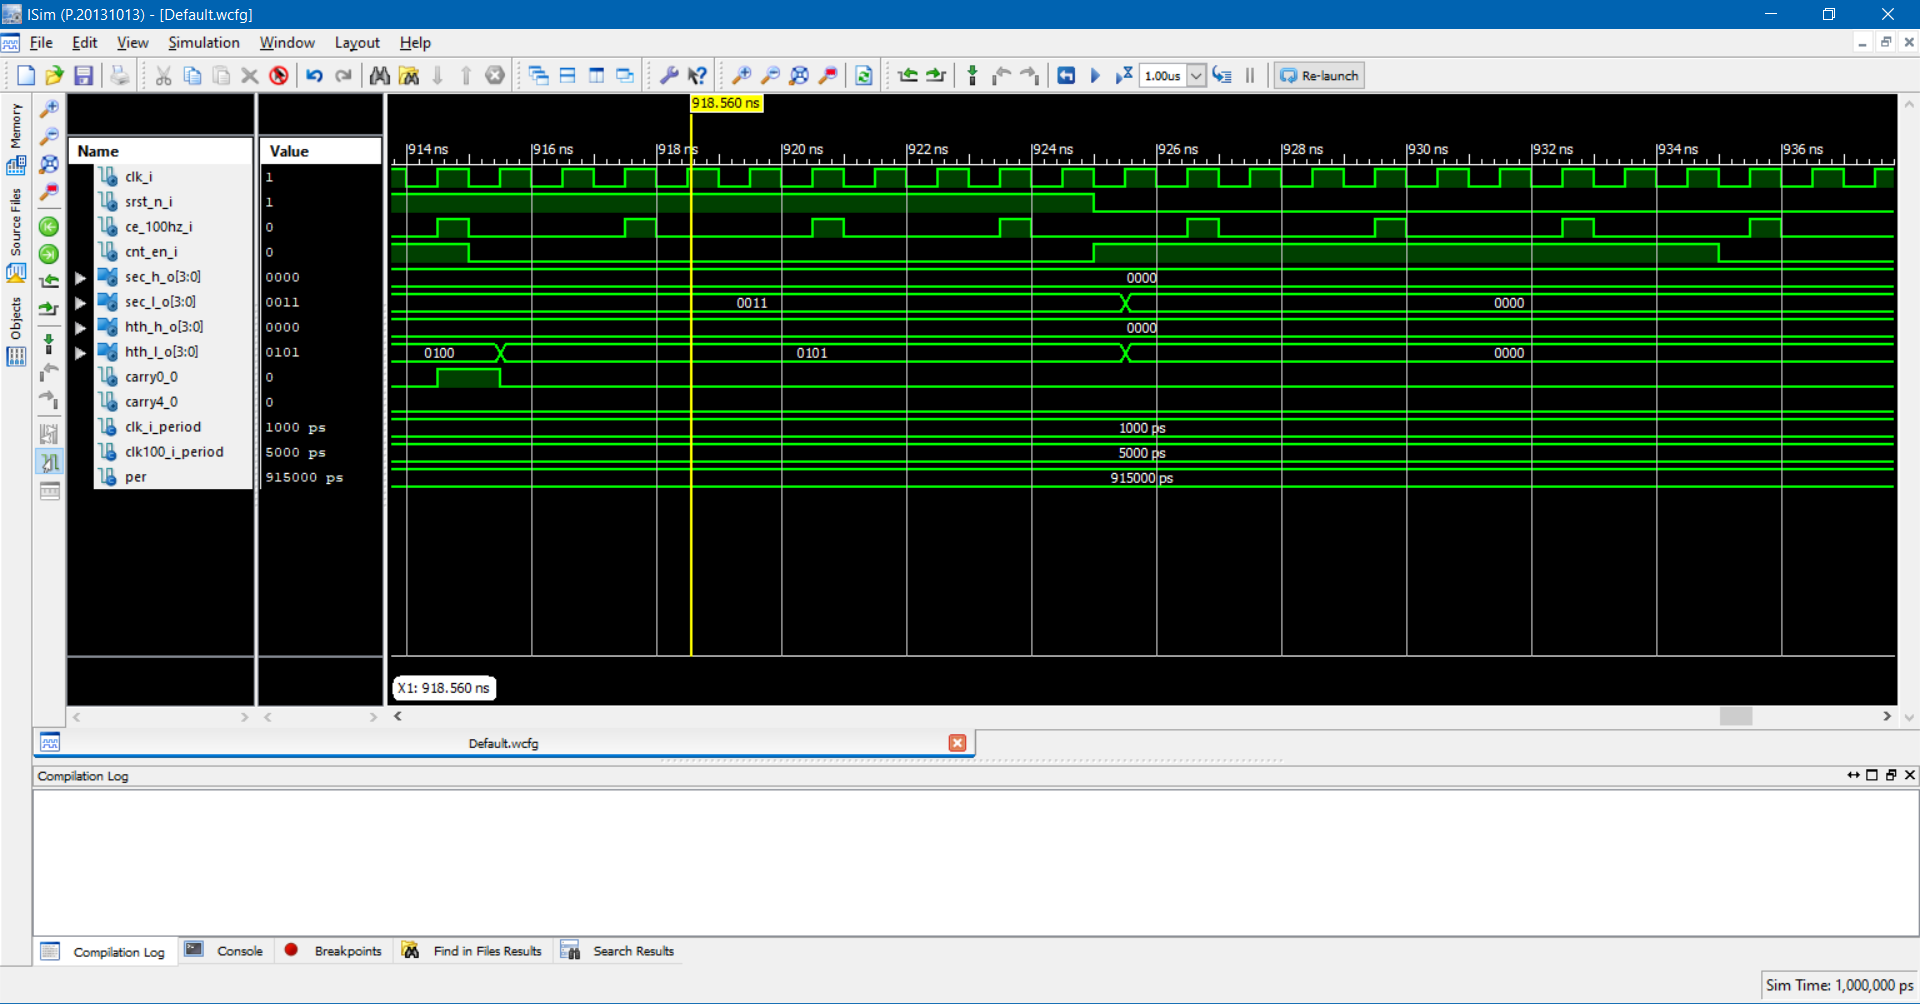 ISim (P.20131013) - [Default.wcfg]
File Edit View Simulation Window Layout Help
1.00us Re-launch
Memory
Source Files
Objects
918.560 ns
914 ns 916 ns 918 ns 920 ns 922 ns 924 ns 926 ns 928 ns 930 ns 932 ns 934 ns 936 ns
Name Value
clk_i 1
srst_n_i 1
ce_100hz_i 0
cnt_en_i 0
sec_h_o[3:0] 0000 0000
sec_l_o[3:0] 0011 0011 0000
hth_h_o[3:0] 0000 0000
hth_l_o[3:0] 0101 0100 0101 0000
carry0_0 0
carry4_0 0
clk_i_period 1000 ps 1000 ps
clk100_i_period 5000 ps 5000 ps
per 915000 ps 915000 ps
X1: 918.560 ns
Default.wcfg
Compilation Log
Compilation Log Console Breakpoints Find in Files Results Search Results
Sim Time: 1,000,000 ps